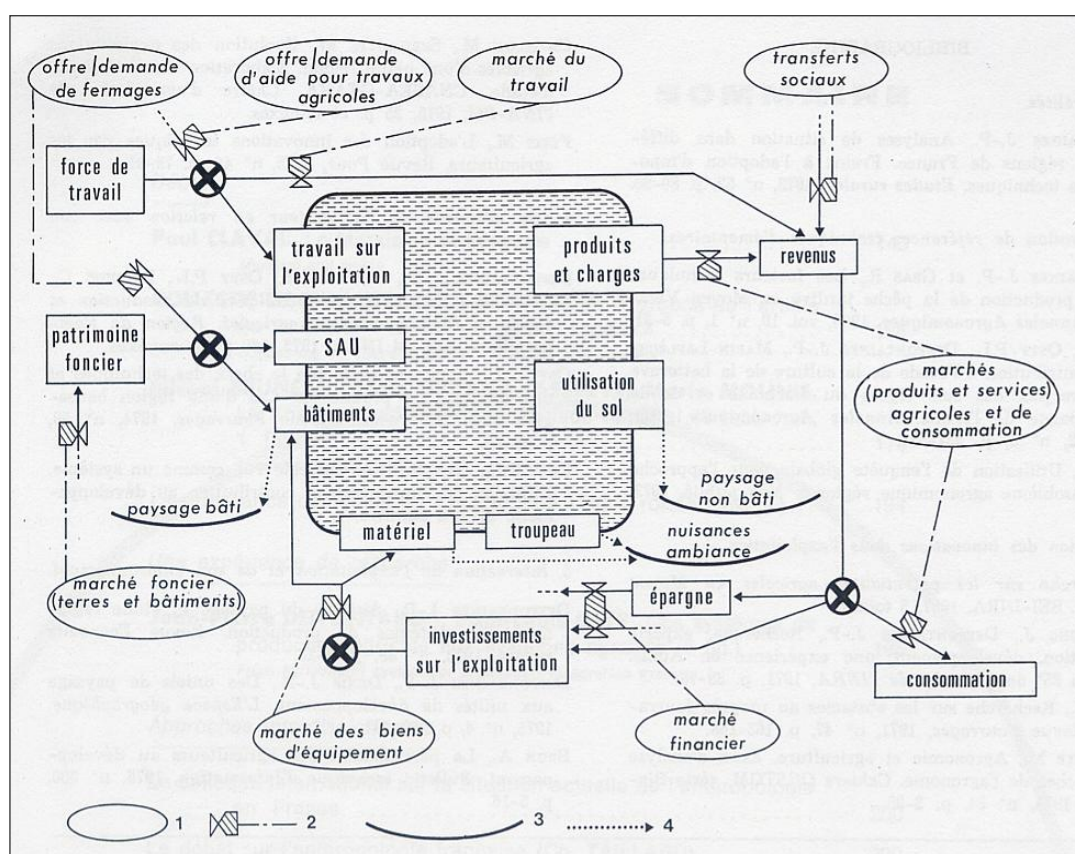 offre/demande
de fermages
offre/demande
d'aide pour travaux
agricoles
marché du
travail
transferts
sociaux
force de
travail
travail sur
l'exploitation
produits
et charges
revenus
patrimoine
foncier
SAU
bâtiments
utilisation
du sol
marchés
(produits et services)
agricoles et de
consommation
paysage bâti
paysage
non bâti
matériel
troupeau
nuisances
ambiance
marché foncier
(terres et bâtiments)
épargne
investissements
sur l'exploitation
consommation
marché des biens
d'équipement
marché
financier
1
2
3
4